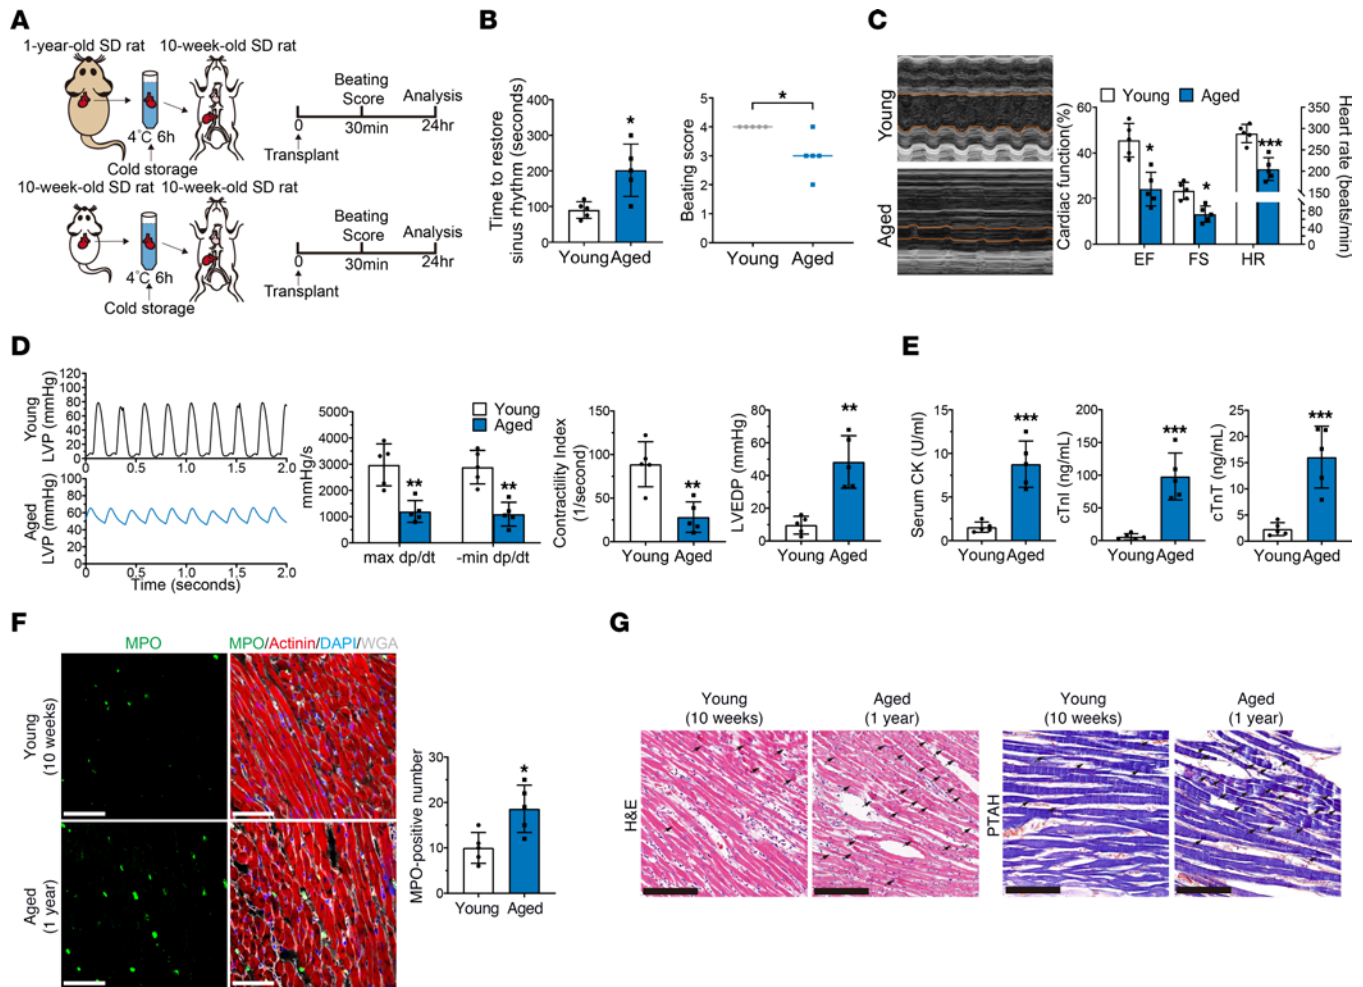 A
1-year-old SD rat
10-week-old SD rat
4°C 6h
Cold storage
Beating
Score
Analysis
0
30min
24hr
Transplant
10-week-old SD rat
10-week-old SD rat
4°C 6h
Cold storage
Beating
Score
Analysis
0
30min
24hr
Transplant
B
Time to restore
sinus rhythm (seconds)
400
300
200
100
0
*
Young
Aged
Beating score
5
4
3
2
1
0
*
Young
Aged
C
Young
Aged
Young
Aged
Cardiac function(%)
60
40
20
0
*
*
***
EF
FS
HR
350
300
250
200
150
80
40
0
Heart rate (beats/min)
D
Young
LVP (mmHg)
120
100
80
60
40
20
0
Aged
LVP (mmHg)
100
80
60
40
20
0
0
0.5
1.0
1.5
2.0
Time (seconds)
Young
Aged
mmHg/s
5000
4000
3000
2000
1000
0
**
**
max dp/dt
-min dp/dt
Contractility Index
(1/second)
150
100
50
0
**
Young
Aged
LVEDP (mmHg)
100
80
60
40
20
0
**
Young
Aged
E
Serum CK (U/ml)
15
10
5
0
***
Young
Aged
cTnI (ng/mL)
200
150
100
50
0
***
Young
Aged
cTnT (ng/mL)
25
20
15
10
5
0
***
Young
Aged
F
MPO
MPO/Actinin/DAPI/WGA
Young
(10 weeks)
Aged
(1 year)
MPO-positive number
30
20
10
0
*
Young
Aged
G
Young
(10 weeks)
Aged
(1 year)
Young
(10 weeks)
Aged
(1 year)
H&E
PTAH